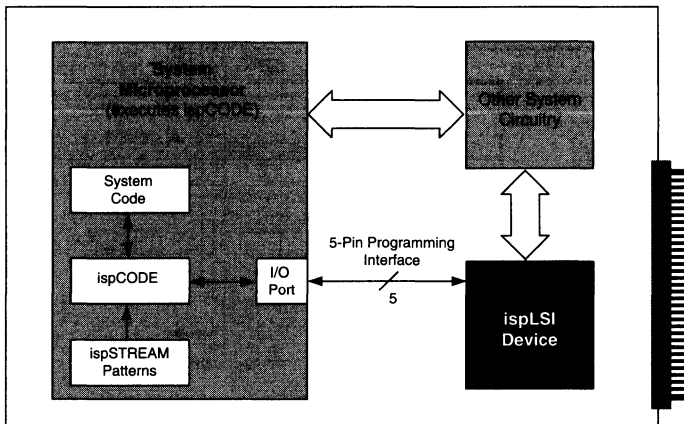 System
Microprocessor
(executes ispCODE)
Other System
Circuitry
System
Code
5-Pin Programming
Interface
ispCODE
I/O
Port
5
ispLSI
Device
ispSTREAM
Patterns